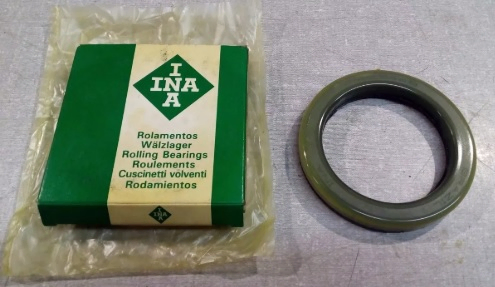 I
INA
A
Rolamentos
Wälzlager
Rolling Bearings
Roulements
Cuscinetti volventi
Rodamientos
I
INA
A